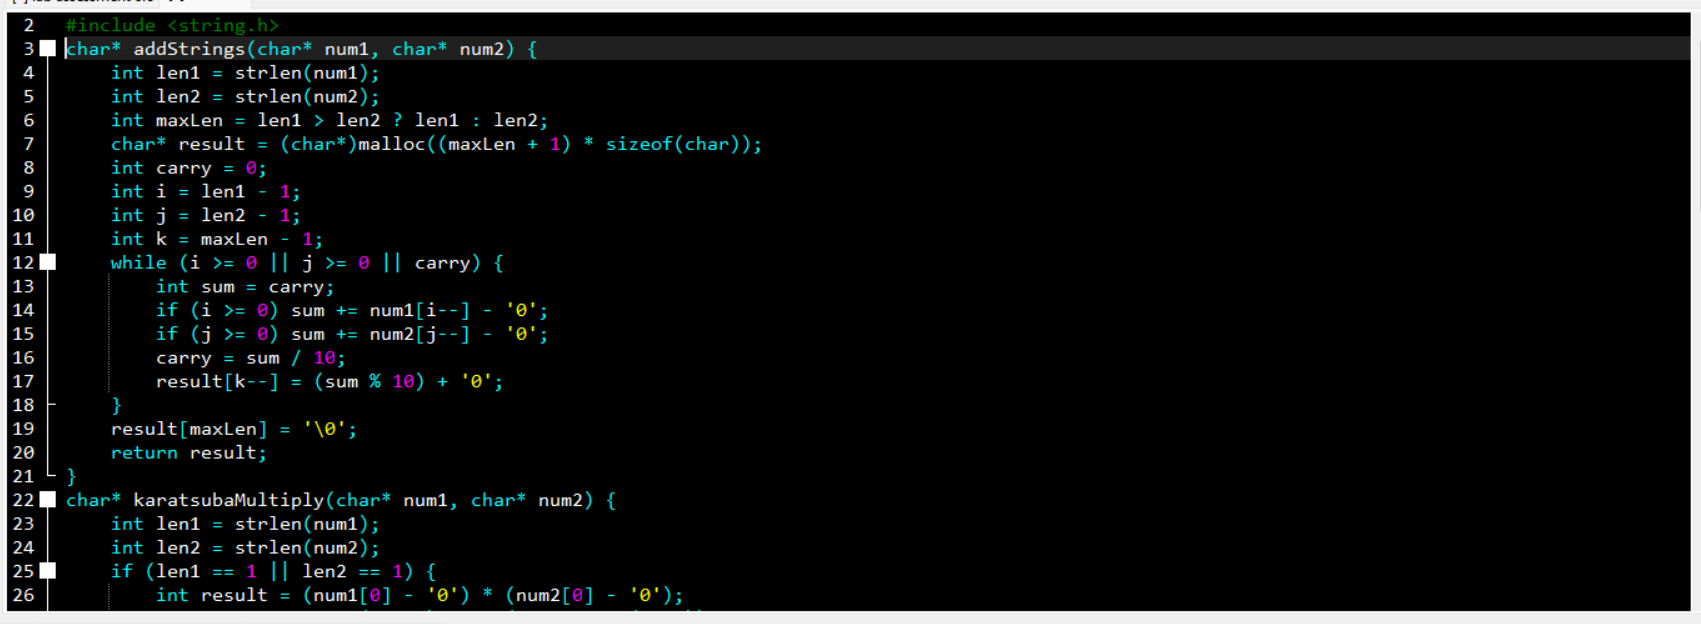 2 #include <string.h>
3 char* addStrings(char* num1, char* num2) {
4 int len1 = strlen(num1);
5 int len2 = strlen(num2);
6 int maxLen = len1 > len2 ? len1 : len2;
7 char* result = (char*)malloc((maxLen + 1) * sizeof(char));
8 int carry = 0;
9 int i = len1 - 1;
10 int j = len2 - 1;
11 int k = maxLen - 1;
12 while (i >= 0 || j >= 0 || carry) {
13 int sum = carry;
14 if (i >= 0) sum += num1[i--] - '0';
15 if (j >= 0) sum += num2[j--] - '0';
16 carry = sum / 10;
17 result[k--] = (sum % 10) + '0';
18 }
19 result[maxLen] = '\0';
20 return result;
21 }
22 char* karatsubaMultiply(char* num1, char* num2) {
23 int len1 = strlen(num1);
24 int len2 = strlen(num2);
25 if (len1 == 1 || len2 == 1) {
26 int result = (num1[0] - '0') * (num2[0] - '0');